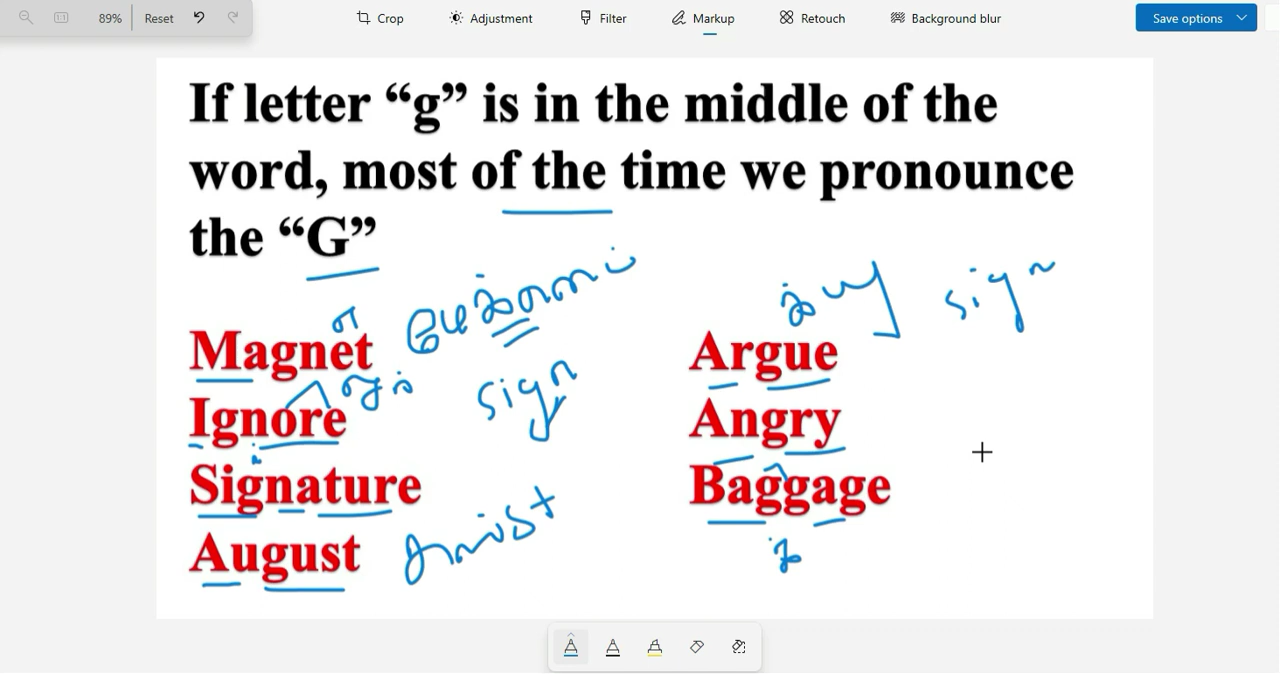 89% Reset Crop Adjustment Filter Markup Retouch Background blur Save options
If letter “g” is in the middle of the
word, most of the time we pronounce
the “G”
sign
Magnet
Argue
sign
Ignore
Angry
Signature
Baggage
August